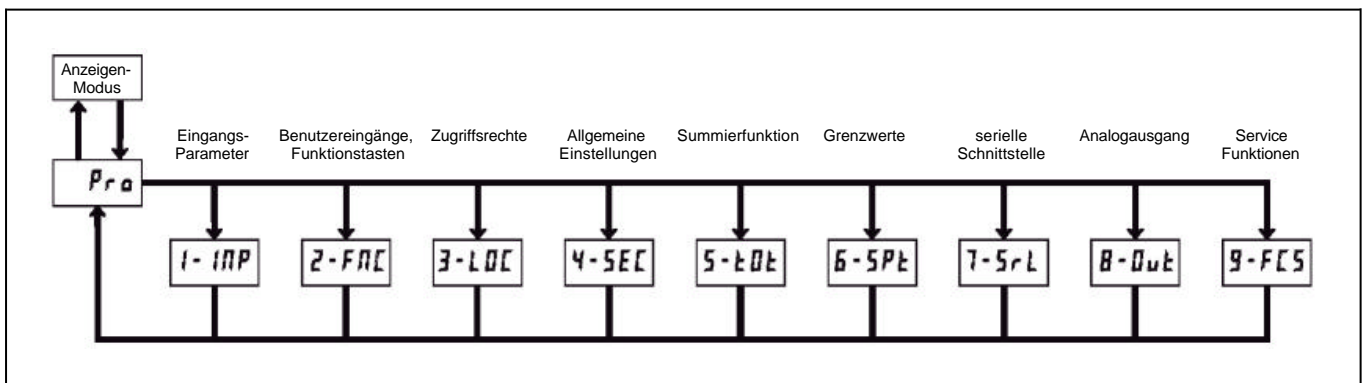 Anzeigen-
Modus
Eingangs-
Parameter
Benutzereingänge,
Funktionstasten
Zugriffsrechte
Allgemeine
Einstellungen
Summierfunktion
Grenzwerte
serielle
Schnittstelle
Analogausgang
Service
Funktionen
Pro
1-INP
2-FNC
3-LOC
4-SEC
5-tOt
6-SPt
7-SrL
8-Out
9-FCS